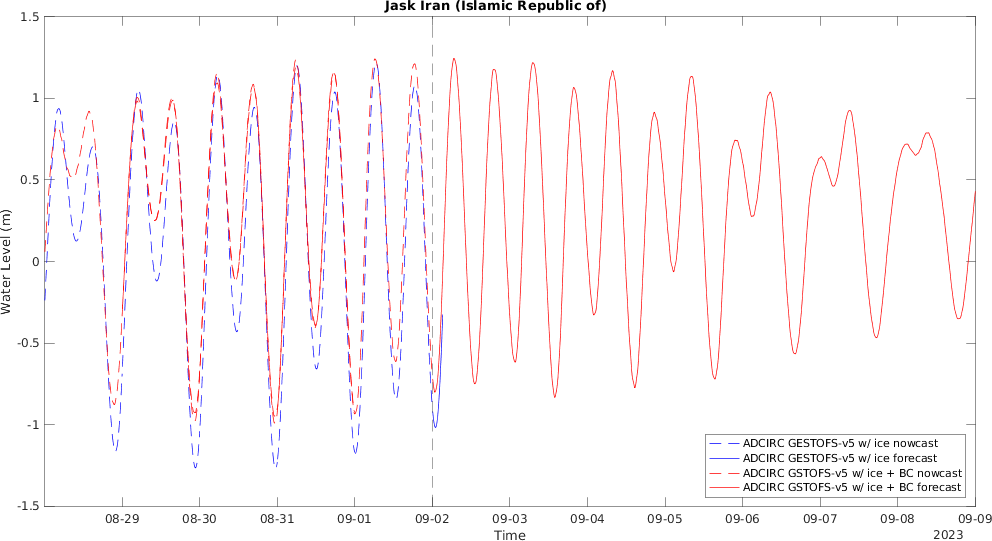 Jask Iran (Islamic Republic of)
1.5
1
0.5
0
-0.5
-1
-1.5
Water Level (m)
ADCIRC GESTOFS-v5 w/ ice nowcast
ADCIRC GESTOFS-v5 w/ ice forecast
ADCIRC GSTOFS-v5 w/ ice + BC nowcast
ADCIRC GSTOFS-v5 w/ ice + BC forecast
08-29 08-30 08-31 09-01 09-02 09-03 09-04 09-05 09-06 09-07 09-08 09-09
Time
2023